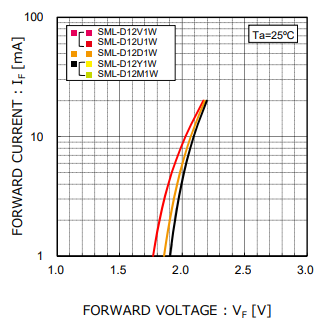 100
SML-D12V1W
SML-D12U1W
SML-D12D1W
SML-D12Y1W
SML-D12M1W
Ta=25ºC
10
1
1.0 1.5 2.0 2.5 3.0
FORWARD CURRENT : IF [mA]
FORWARD VOLTAGE : VF [V]